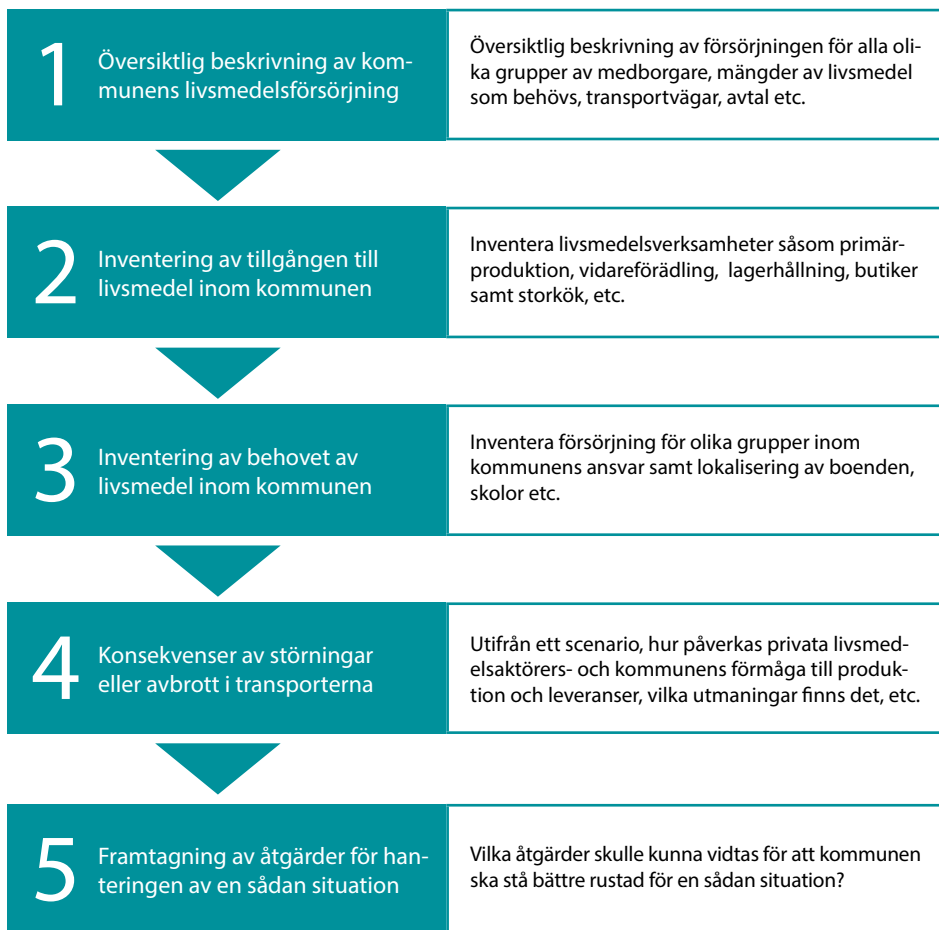 1
Översiktlig beskrivning av kom-
munens livsmedelsförsörjning
Översiktlig beskrivning av försörjningen för alla oli-
ka grupper av medborgare, mängder av livsmedel
som behövs, transportvägar, avtal etc.
2
Inventering av tillgången till
livsmedel inom kommunen
Inventera livsmedelsverksamheter såsom primär-
produktion, vidareförädling, lagerhållning, butiker
samt storkök, etc.
3
Inventering av behovet av
livsmedel inom kommunen
Inventera försörjning för olika grupper inom
kommunens ansvar samt lokalisering av boenden,
skolor etc.
4
Konsekvenser av störningar
eller avbrott i transporterna
Utifrån ett scenario, hur påverkas privata livsmed-
elsaktörers- och kommunens förmåga till produk-
tion och leveranser, vilka utmaningar finns det, etc.
5
Framtagning av åtgärder för han-
teringen av en sådan situation
Vilka åtgärder skulle kunna vidtas för att kommunen
ska stå bättre rustad för en sådan situation?